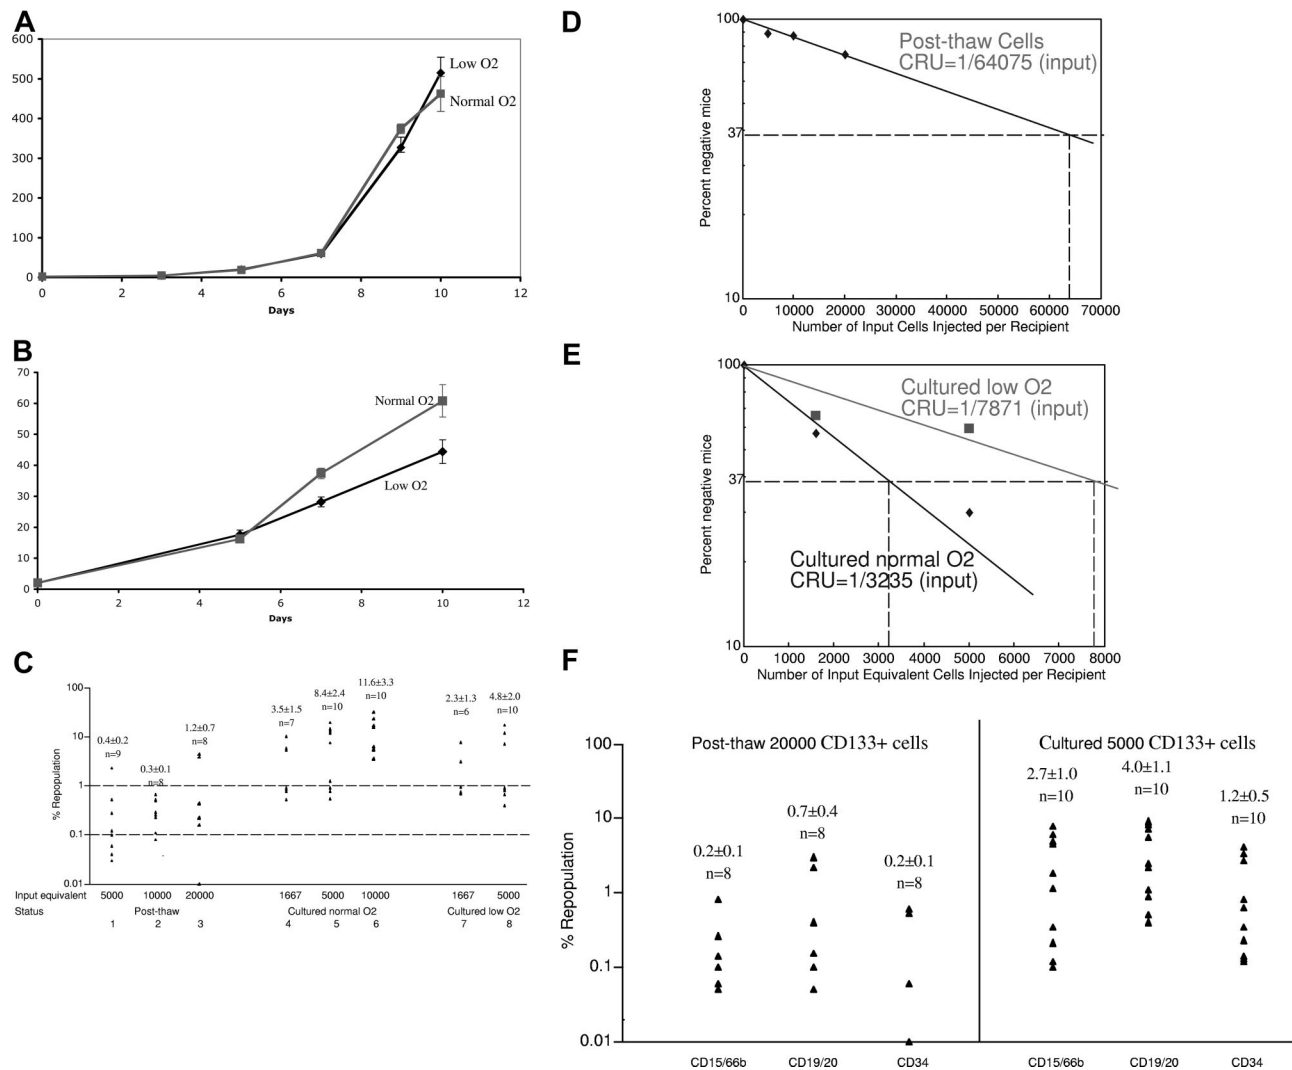 A
600
500
400
300
200
100
0
0 2 4 6 8 10 12
Days
Low O2
Normal O2
B
70
60
50
40
30
20
10
0
0 2 4 6 8 10 12
Days
Normal O2
Low O2
C
% Repopulation
100
1
0.1
0.01
0.4±0.2
n=9
0.3±0.1
n=8
1.2±0.7
n=8
3.5±1.5
n=7
8.4±2.4
n=10
11.6±3.3
n=10
2.3±1.3
n=6
4.8±2.0
n=10
Input equivalent 5000 10000 20000 1667 5000 10000 1667 5000
Status Post-thaw Cultured normal O2 Cultured low O2
1 2 3 4 5 6 7 8
D
Percent negative mice
100
37
10
Post-thaw Cells
CRU=1/64075 (input)
0 10000 20000 30000 40000 50000 60000 70000
Number of Input Cells Injected per Recipient
E
Percent negative mice
100
37
10
Cultured low O2
CRU=1/7871 (input)
Cultured normal O2
CRU=1/3235 (input)
0 1000 2000 3000 4000 5000 6000 7000 8000
Number of Input Equivalent Cells Injected per Recipient
F
% Repopulation
100
10
1
0.1
0.01
Post-thaw 20000 CD133+ cells
0.2±0.1
n=8
0.7±0.4
n=8
0.2±0.1
n=8
Cultured 5000 CD133+ cells
2.7±1.0
n=10
4.0±1.1
n=10
1.2±0.5
n=10
CD15/66b CD19/20 CD34 CD15/66b CD19/20 CD34